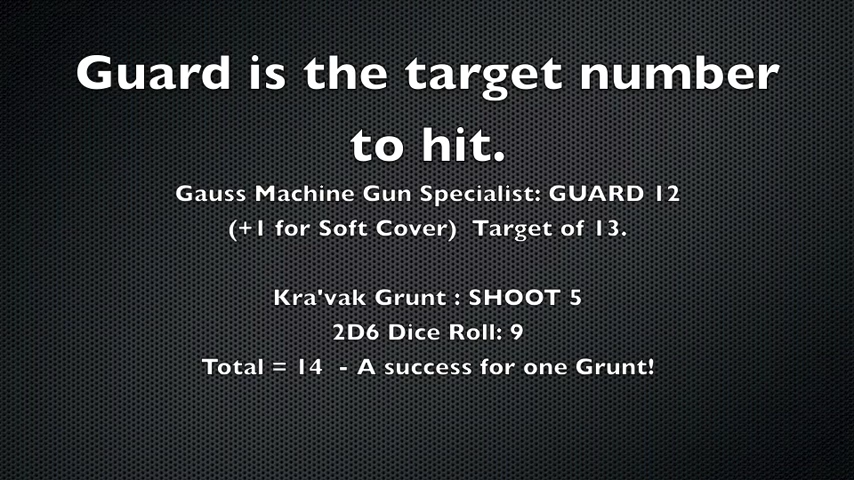 Guard is the target number
to hit.
Gauss Machine Gun Specialist: GUARD 12
(+1 for Soft Cover)  Target of 13.
Kra'vak Grunt : SHOOT 5
2D6 Dice Roll: 9
Total = 14  - A success for one Grunt!